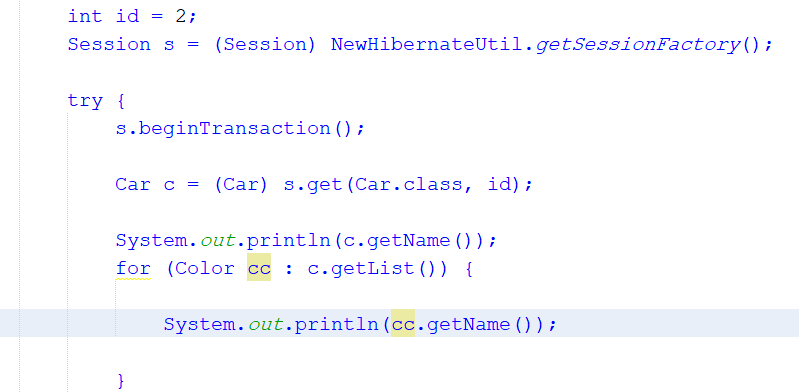 int id = 2;
Session s = (Session) NewHibernateUtil.getSessionFactory();
try {
s.beginTransaction();
Car c = (Car) s.get(Car.class, id);
System.out.println(c.getName());
for (Color cc : c.getList()) {
System.out.println(cc.getName());
}